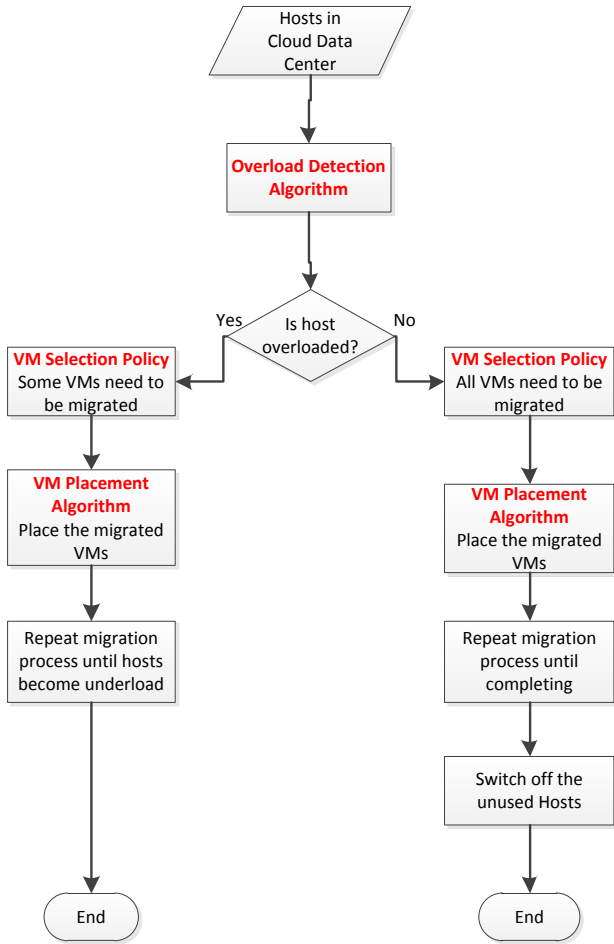 Hosts in
Cloud Data
Center
Overload Detection
Algorithm
Is host
overloaded?
Yes
No
VM Selection Policy
Some VMs need to
be migrated
VM Placement
Algorithm
Place the migrated
VMs
Repeat migration
process until hosts
become underload
End
VM Selection Policy
All VMs need to be
migrated
VM Placement
Algorithm
Place the migrated
VMs
Repeat migration
process until
completing
Switch off the
unused Hosts
End